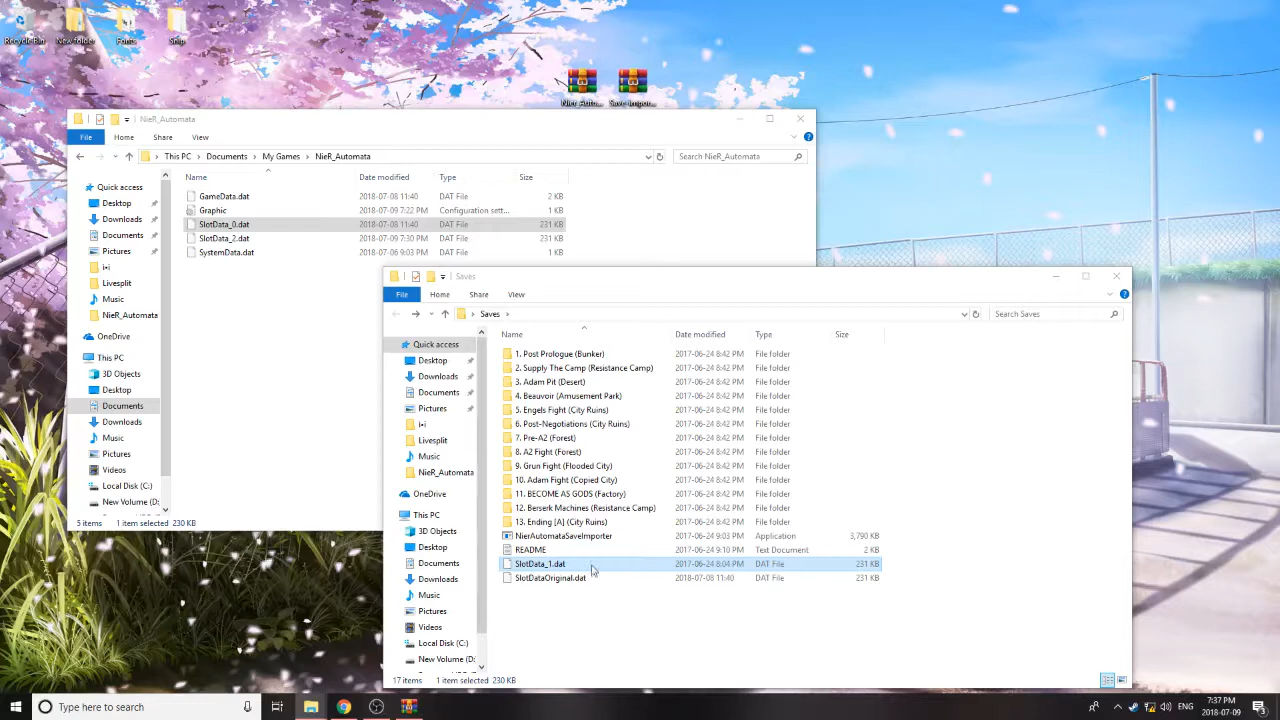 Recycle Bin New folder Fonts Snip
Nier Auto... Save Impor...
NieR_Automata
File Home Share View
This PC > Documents > My Games > NieR_Automata
Search NieR_Automata
Name Date modified Type Size
Quick access
Desktop
Downloads
Documents
Pictures
i•i
Livesplit
Music
NieR_Automata
OneDrive
This PC
3D Objects
Desktop
Documents
Downloads
Music
Pictures
Videos
Local Disk (C:)
New Volume (D:
GameData.dat 2018-07-08 11:40 DAT File 2 KB
Graphic 2018-07-09 7:22 PM Configuration sett... 1 KB
SlotData_0.dat 2018-07-08 11:40 DAT File 231 KB
SlotData_2.dat 2018-07-09 7:30 PM DAT File 231 KB
SystemData.dat 2018-07-06 9:03 PM DAT File 1 KB
5 items 1 item selected 230 KB
Saves
File Home Share View
Saves >
Search Saves
Name Date modified Type Size
Quick access
Desktop
Downloads
Documents
Pictures
i•i
Livesplit
Music
NieR_Automata
OneDrive
This PC
3D Objects
Desktop
Documents
Downloads
Music
Pictures
Videos
Local Disk (C:)
New Volume (D:
1. Post Prologue (Bunker) 2017-06-24 8:42 PM File folder
2. Supply The Camp (Resistance Camp) 2017-06-24 8:42 PM File folder
3. Adam Pit (Desert) 2017-06-24 8:42 PM File folder
4. Beauvoir (Amusement Park) 2017-06-24 8:42 PM File folder
5. Engels Fight (City Ruins) 2017-06-24 8:42 PM File folder
6. Post-Negotiations (City Ruins) 2017-06-24 8:42 PM File folder
7. Pre-A2 (Forest) 2017-06-24 8:42 PM File folder
8. A2 Fight (Forest) 2017-06-24 8:42 PM File folder
9. Grun Fight (Flooded City) 2017-06-24 8:42 PM File folder
10. Adam Fight (Copied City) 2017-06-24 8:42 PM File folder
11. BECOME AS GODS (Factory) 2017-06-24 8:42 PM File folder
12. Berserk Machines (Resistance Camp) 2017-06-24 8:42 PM File folder
13. Ending [A] (City Ruins) 2017-06-24 8:42 PM File folder
NierAutomataSaveImporter 2017-06-24 9:03 PM Application 3,790 KB
README 2017-06-24 9:10 PM Text Document 2 KB
SlotData_1.dat 2017-06-24 8:04 PM DAT File 231 KB
SlotDataOriginal.dat 2018-07-08 11:40 DAT File 231 KB
17 items 1 item selected 230 KB
Type here to search
7:37 PM
2018-07-09